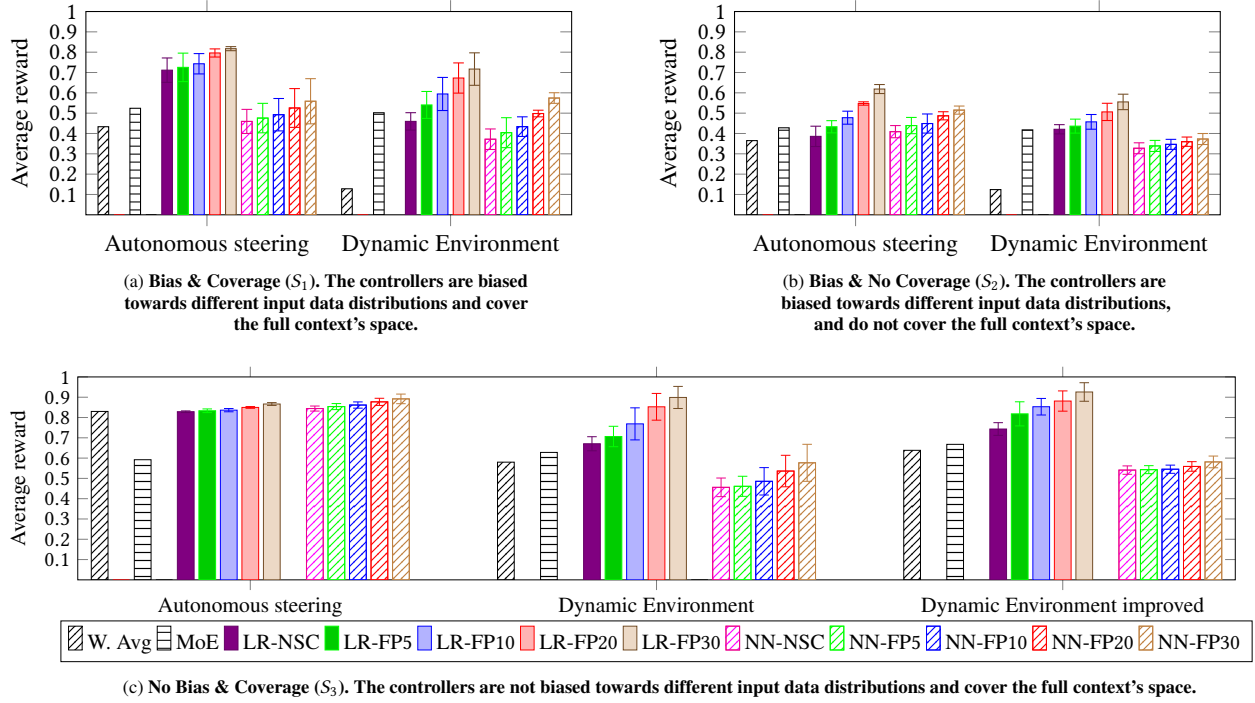 0.1
0.2
0.3
0.4
0.5
0.6
0.7
0.8
0.9
1
Average reward
Autonomous steering
Dynamic Environment
(a) Bias & Coverage (S1). The controllers are biased
towards different input data distributions and cover
the full context's space.
0.1
0.2
0.3
0.4
0.5
0.6
0.7
0.8
0.9
1
Average reward
Autonomous steering
Dynamic Environment
(b) Bias & No Coverage (S2). The controllers are
biased towards different input data distributions,
and do not cover the full context's space.
0.1
0.2
0.3
0.4
0.5
0.6
0.7
0.8
0.9
1
Average reward
Autonomous steering
Dynamic Environment
Dynamic Environment improved
W. Avg MoE LR-NSC LR-FP5 LR-FP10 LR-FP20 LR-FP30 NN-NSC NN-FP5 NN-FP10 NN-FP20 NN-FP30
(c) No Bias & Coverage (S3). The controllers are not biased towards different input data distributions and cover the full context's space.